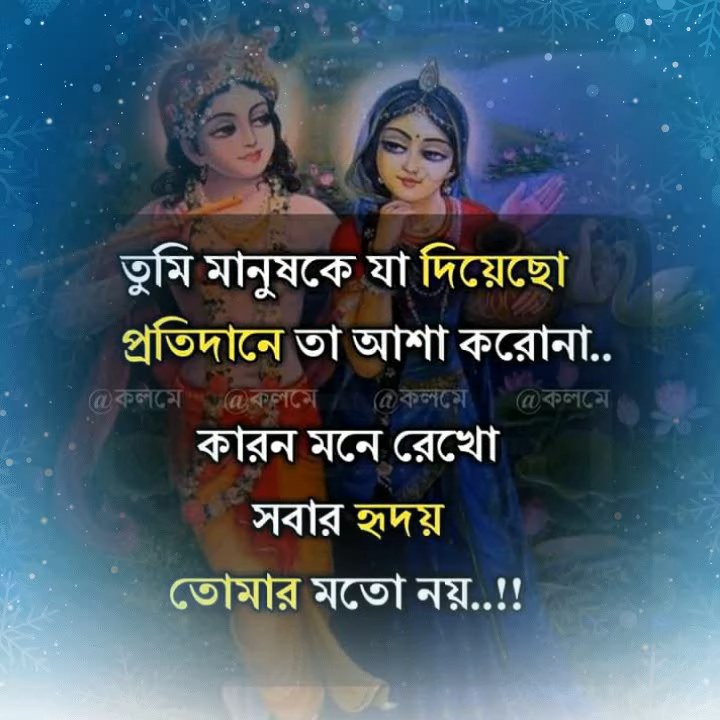 তুমি মানুষকে যা দিয়েছো
প্রতিদানে তা আশা করোনা..
@কলমে @কলমে @কলমে @কলমে
কারন মনে রেখো
সবার হৃদয়
তোমার মতো নয়..!!